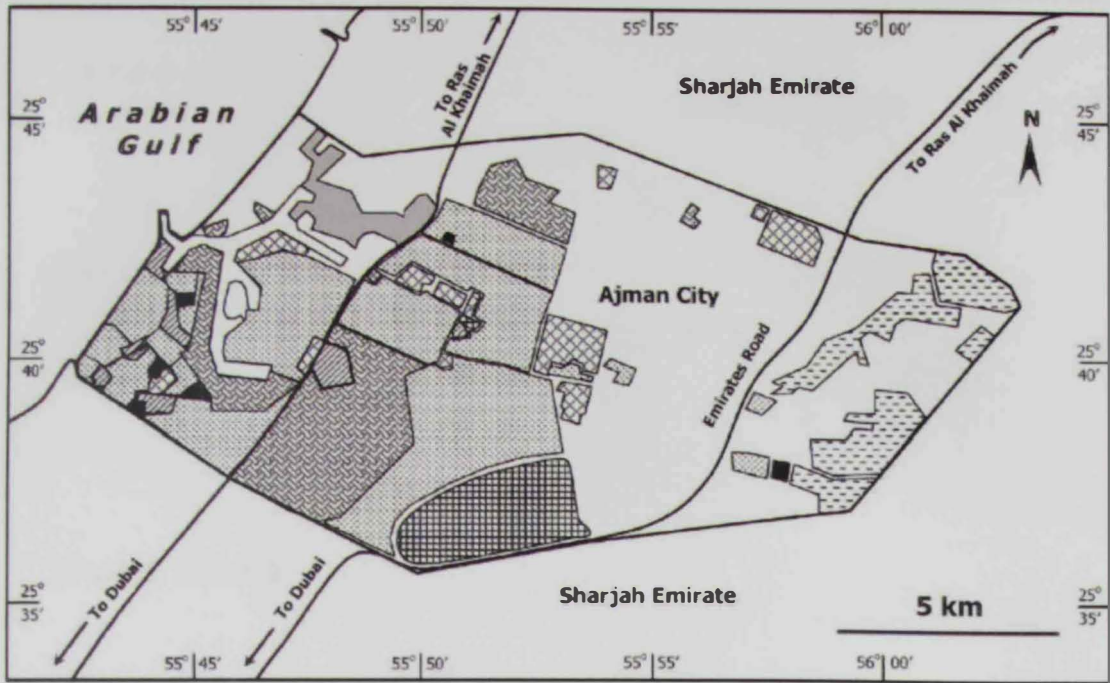 55° 45'
55° 50'
55° 55'
56° 00'
Sharjah Emirate
To Ras
Al Khaimah
To Ras Al Khaimah
Arabian
Gulf
25°
45'
25°
45'
N
Ajman City
Emirates Road
25°
40'
25°
40'
To Dubai
To Dubai
Sharjah Emirate
5 km
25°
35'
25°
35'
55° 45'
55° 50'
55° 55'
56° 00'